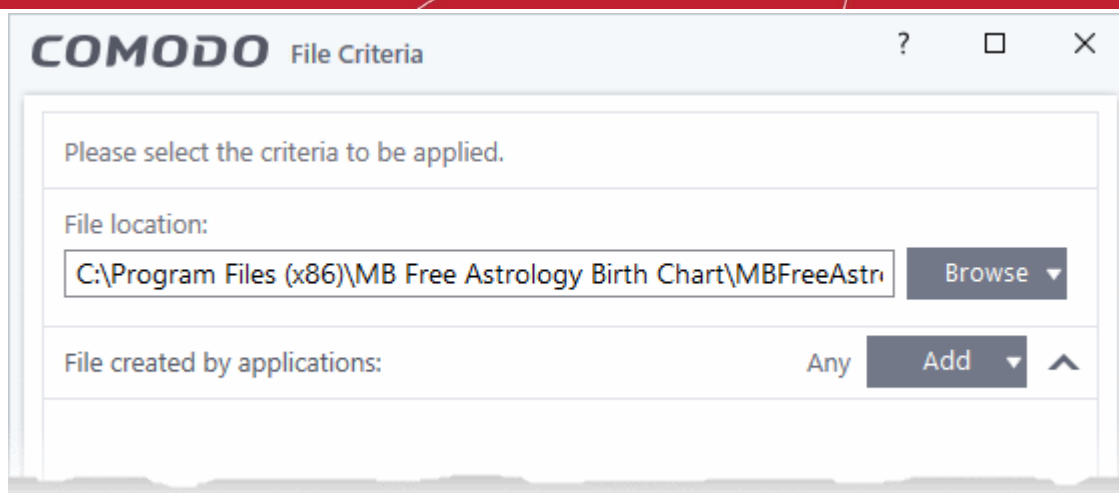 COMODO File Criteria ?
Please select the criteria to be applied.
File location:
C:\Program Files (x86)\MB Free Astrology Birth Chart\MBFreeAstr Browse
File created by applications: Any Add